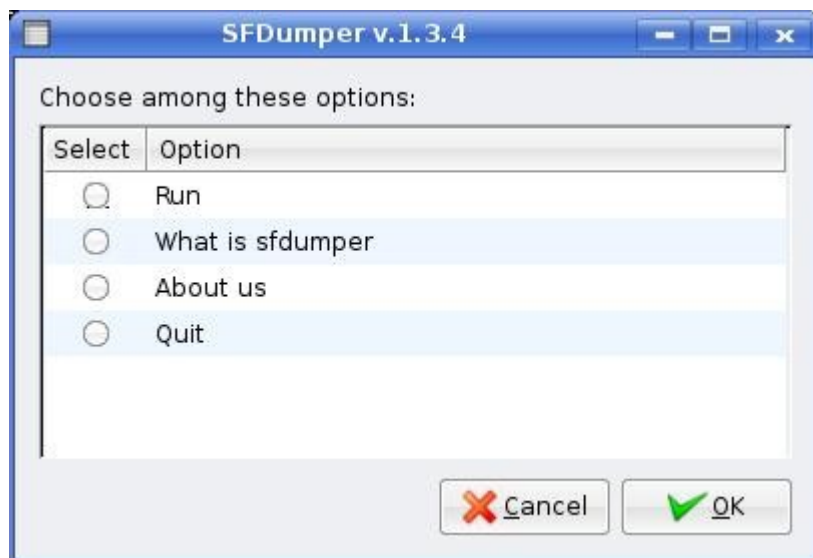 SFDumper v.1.3.4
Choose among these options:
Select Option
Run
What is sfdumper
About us
Quit
Cancel OK